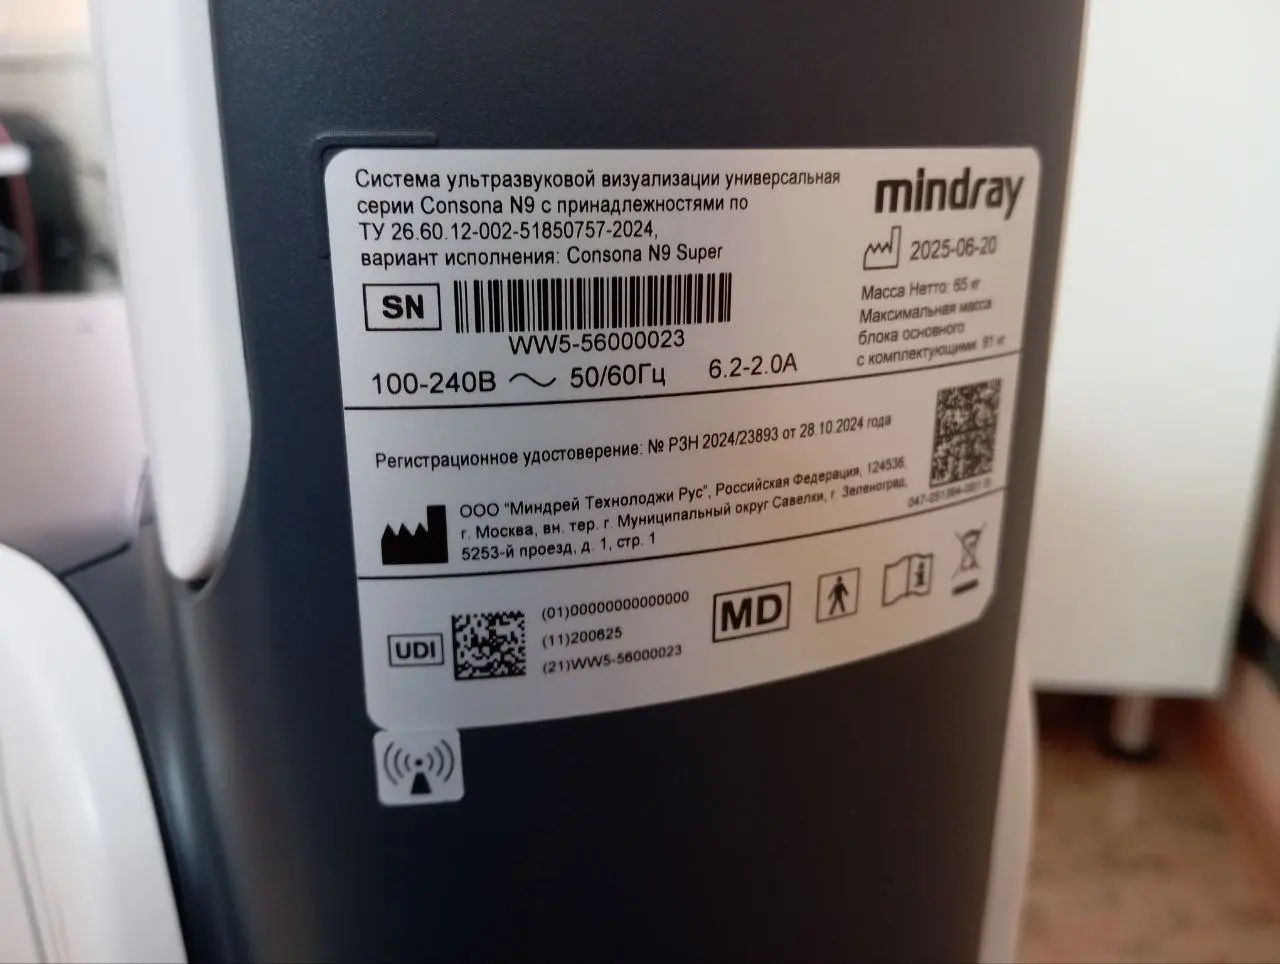 Система ультразвуковой визуализации универсальная
серии Consona N9 с принадлежностями по
ТУ 26.60.12-002-51850757-2024,
вариант исполнения: Consona N9 Super
mindray
2025-06-20
Масса Нетто: 65 кг
Максимальная масса
блока основного
с комплектующими: 91 кг
SN
WW5-56000023
100-240В 50/60Гц 6.2-2.0А
Регистрационное удостоверение: № РЗН 2024/23893 от 28.10.2024 года
ООО "Миндрей Технолоджи Рус", Российская Федерация, 124536,
г. Москва, вн. тер. г. Муниципальный округ Савелки, г. Зеленоград,
5253-й проезд, д. 1, стр. 1
UDI
(01)00000000000000
(11)200625
(21)WW5-56000023
MD